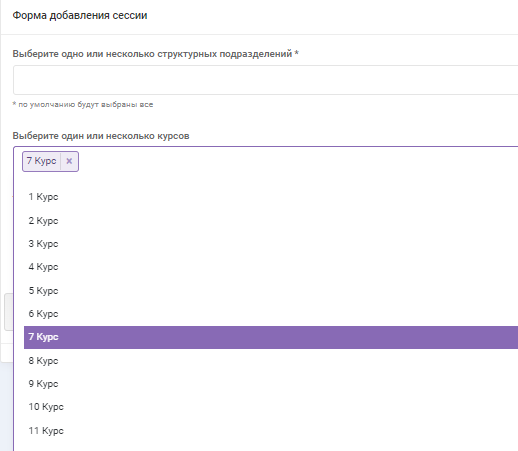 Форма добавления сессии
Выберите одно или несколько структурных подразделений *
* по умолчанию будут выбраны все
Выберите один или несколько курсов
7 Курс ×
1 Курс
2 Курс
3 Курс
4 Курс
5 Курс
6 Курс
7 Курс
8 Курс
9 Курс
10 Курс
11 Курс